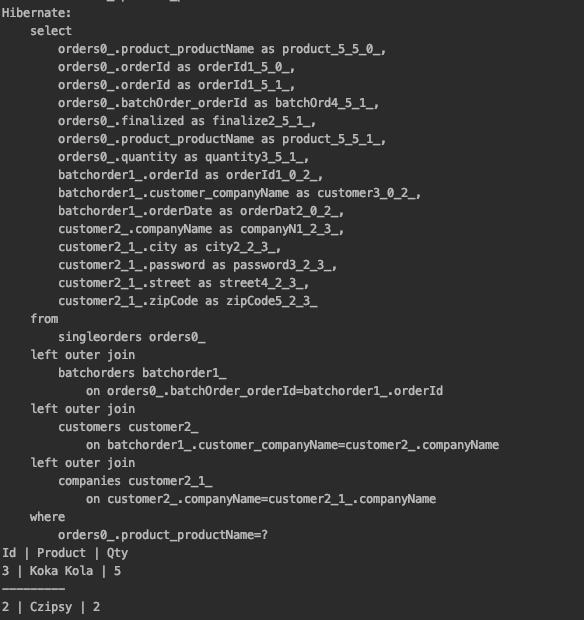 Hibernate:
    select
        orders0_.product_productName as product_5_5_0_,
        orders0_.orderId as orderId1_5_0_,
        orders0_.orderId as orderId1_5_1_,
        orders0_.batchOrder_orderId as batchOrd4_5_1_,
        orders0_.finalized as finalize2_5_1_,
        orders0_.product_productName as product_5_5_1_,
        orders0_.quantity as quantity3_5_1_,
        batchorder1_.orderId as orderId1_0_2_,
        batchorder1_.customer_companyName as customer3_0_2_,
        batchorder1_.orderDate as orderDat2_0_2_,
        customer2_.companyName as companyN1_2_3_,
        customer2_1_.city as city2_2_3_,
        customer2_1_.password as password3_2_3_,
        customer2_1_.street as street4_2_3_,
        customer2_1_.zipCode as zipCode5_2_3_
    from
        singleorders orders0_
    left outer join
        batchorders batchorder1_
            on orders0_.batchOrder_orderId=batchorder1_.orderId
    left outer join
        customers customer2_
            on batchorder1_.customer_companyName=customer2_.companyName
    left outer join
        companies customer2_1_
            on customer2_.companyName=customer2_1_.companyName
    where
        orders0_.product_productName=?
Id | Product | Qty
3 | Koka Kola | 5
---------
2 | Czipsy | 2